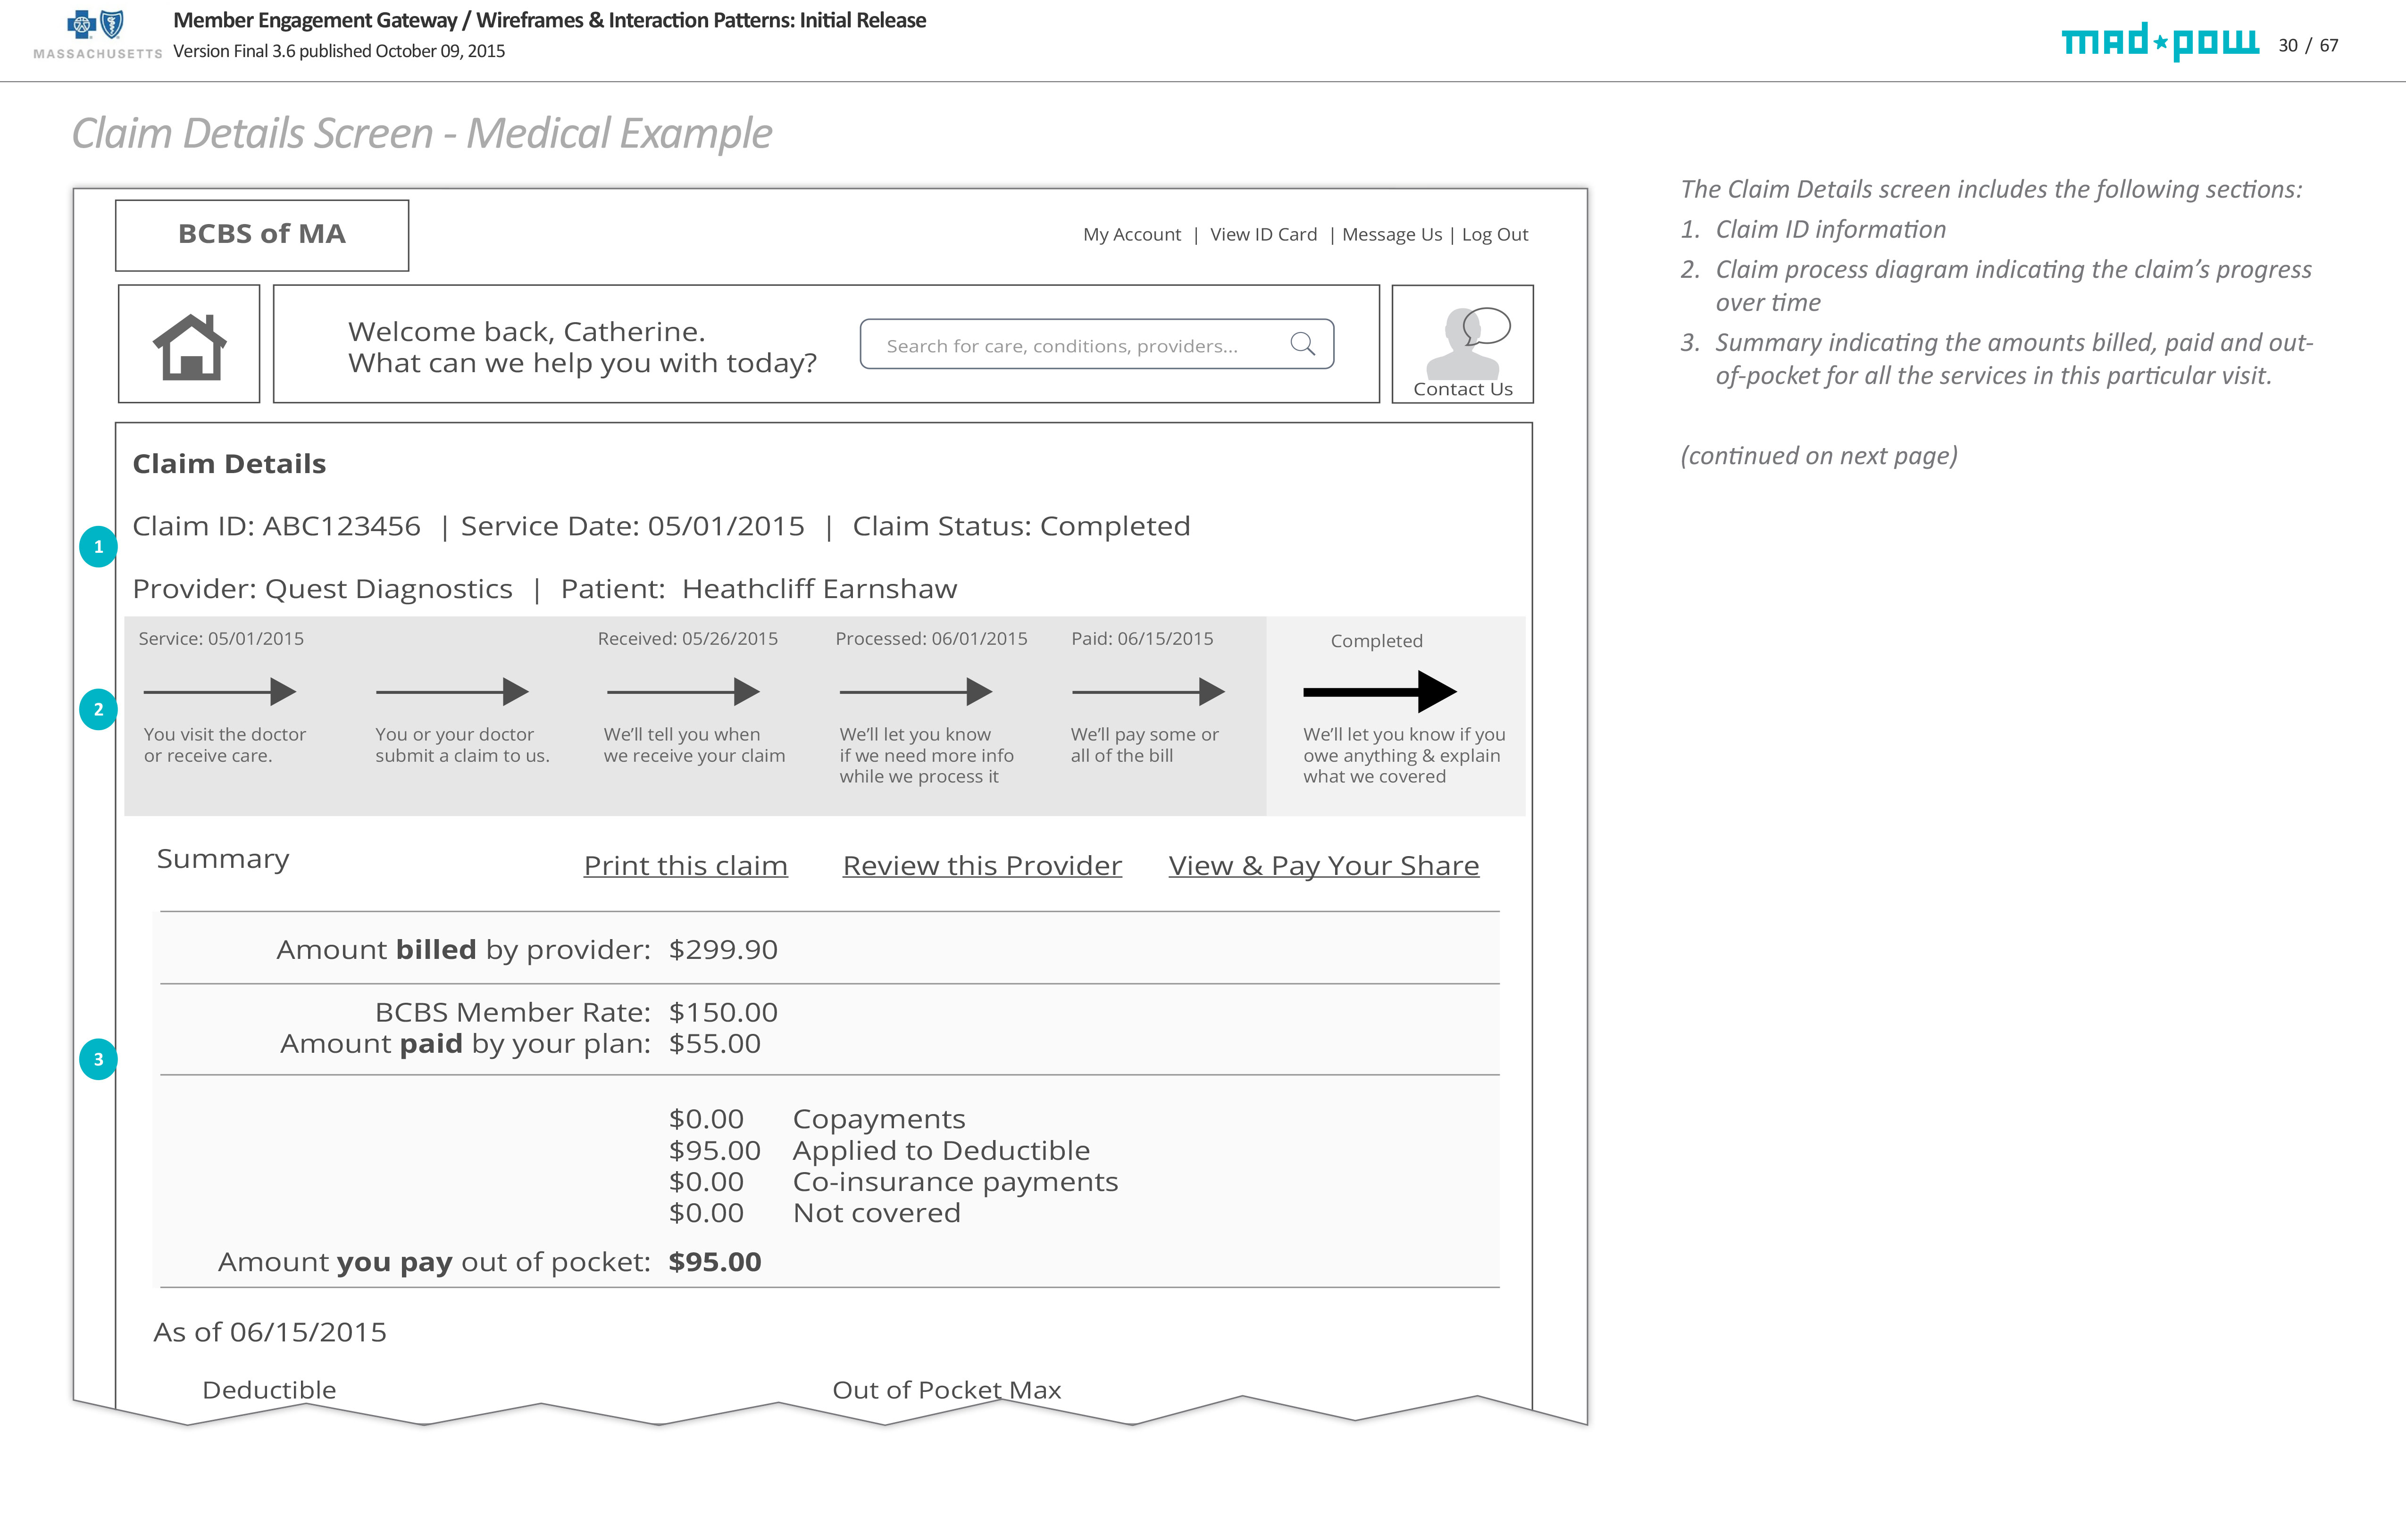 MASSACHUSETTS
Member Engagement Gateway / Wireframes & Interaction Patterns: Initial Release
Version Final 3.6 published October 09, 2015
mad★pow 30 / 67
Claim Details Screen - Medical Example
BCBS of MA
My Account | View ID Card | Message Us | Log Out
Welcome back, Catherine.
What can we help you with today?
Search for care, conditions, providers...
Contact Us
Claim Details
1
Claim ID: ABC123456 | Service Date: 05/01/2015 | Claim Status: Completed
Provider: Quest Diagnostics | Patient: Heathcliff Earnshaw
2
Service: 05/01/2015
You visit the doctor
or receive care.
You or your doctor
submit a claim to us.
Received: 05/26/2015
We'll tell you when
we receive your claim
Processed: 06/01/2015
We'll let you know
if we need more info
while we process it
Paid: 06/15/2015
We'll pay some or
all of the bill
Completed
We'll let you know if you
owe anything & explain
what we covered
Summary
Print this claim
Review this Provider
View & Pay Your Share
3
Amount billed by provider: $299.90
BCBS Member Rate: $150.00
Amount paid by your plan: $55.00
$0.00 Copayments
$95.00 Applied to Deductible
$0.00 Co-insurance payments
$0.00 Not covered
Amount you pay out of pocket: $95.00
As of 06/15/2015
Deductible
Out of Pocket Max
The Claim Details screen includes the following sections:
1. Claim ID information
2. Claim process diagram indicating the claim's progress
over time
3. Summary indicating the amounts billed, paid and out-
of-pocket for all the services in this particular visit.
(continued on next page)